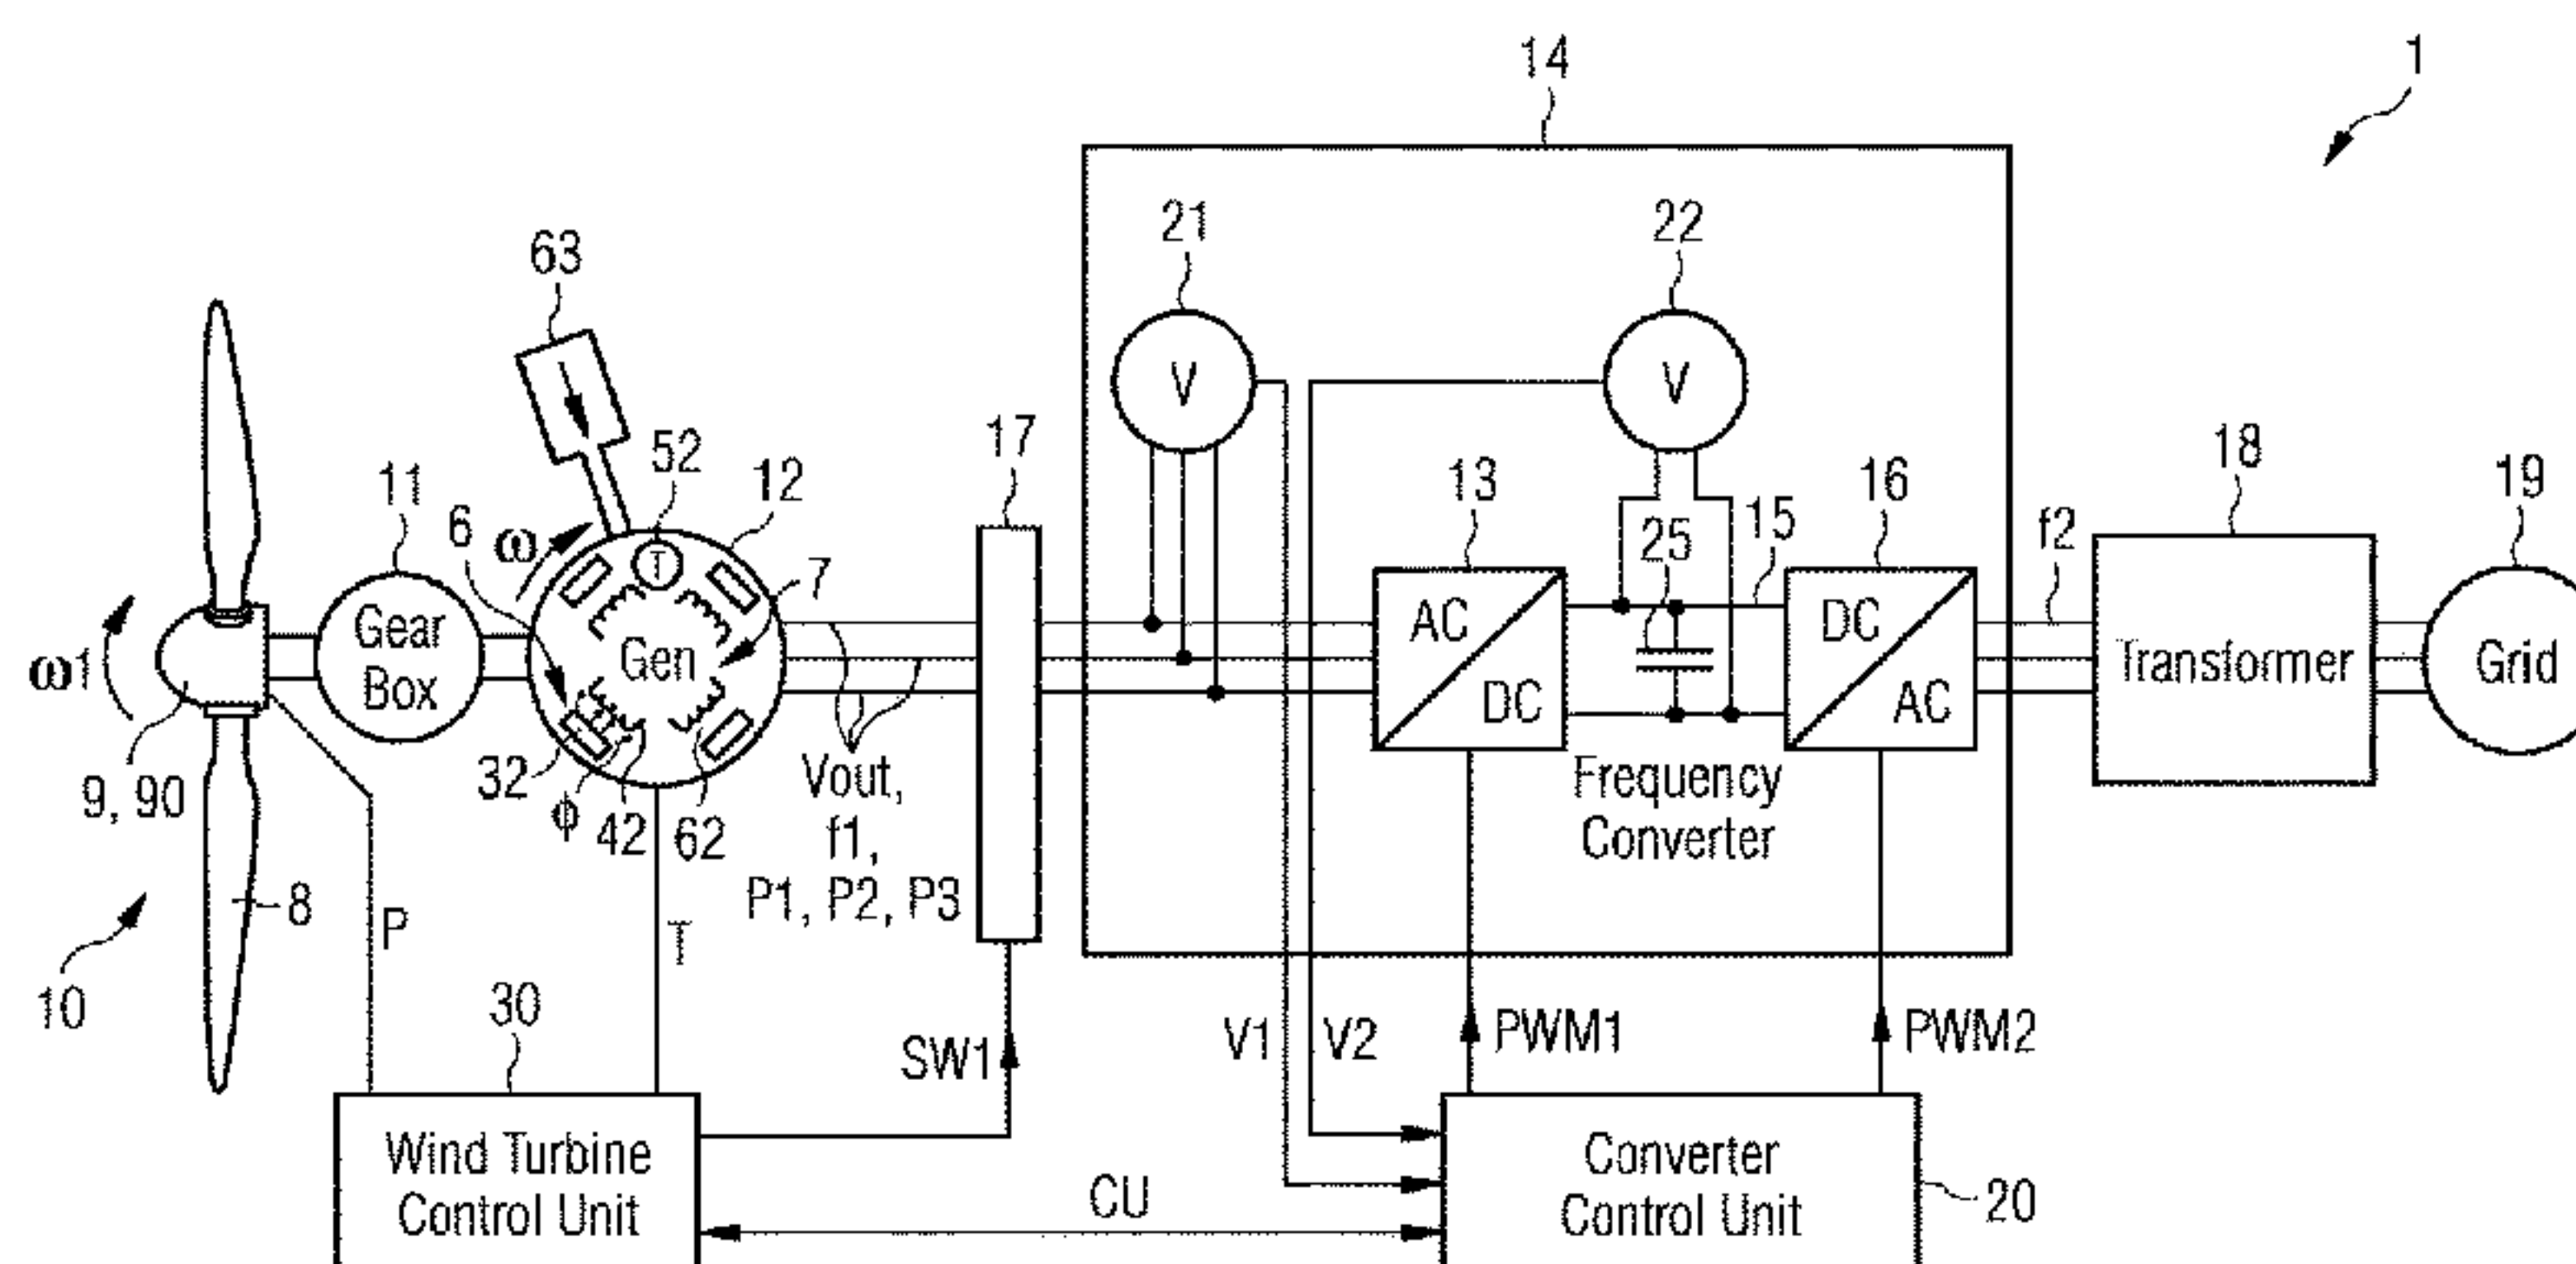 1
14
21
22
63
17
52
12
11
6
ω
7
13
25
15
16
f2
18
19
V
V
T
Gear
Box
Gen
AC
DC
DC
AC
Transformer
Grid
ω1
9, 90
32
ϕ
42
62
Vout,
f1,
P1, P2, P3
Frequency
Converter
8
10
P
T
30
SW1
V1
V2
PWM1
PWM2
Wind Turbine
Control Unit
CU
Converter
Control Unit
20